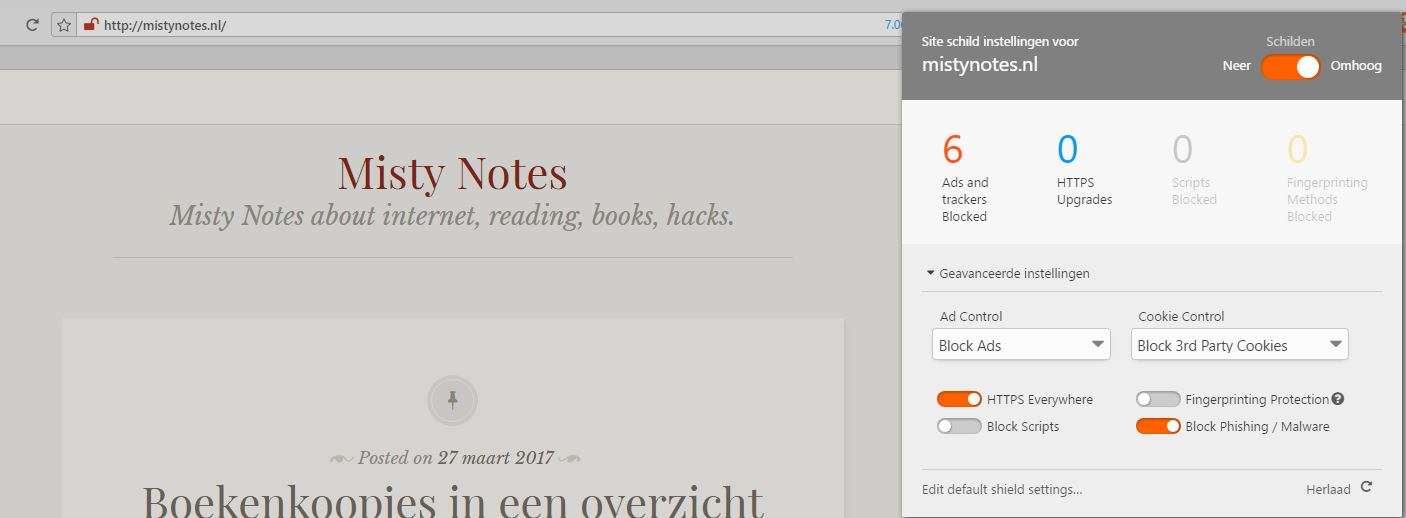 http://mistynotes.nl/
Misty Notes
Misty Notes about internet, reading, books, hacks.
Posted on 27 maart 2017
Boekenkoopjes in een overzicht
Site schild instellingen voor
mistynotes.nl
Schilden
Neer
Omhoog
6
Ads and
trackers
Blocked
0
HTTPS
Upgrades
0
Scripts
Blocked
0
Fingerprinting
Methods
Blocked
Geavanceerde instellingen
Ad Control
Cookie Control
Block Ads
Block 3rd Party Cookies
HTTPS Everywhere
Fingerprinting Protection
Block Scripts
Block Phishing / Malware
Edit default shield settings...
Herlaad